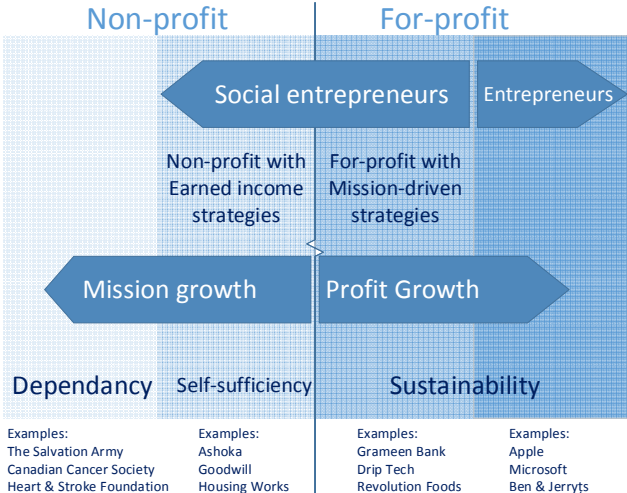 Non-profit
For-profit
Social entrepreneurs
Entrepreneurs
Non-profit with
Earned income
strategies
For-profit with
Mission-driven
strategies
Mission growth
Profit Growth
Dependancy
Self-sufficiency
Sustainability
Examples:
The Salvation Army
Canadian Cancer Society
Heart & Stroke Foundation
Examples:
Ashoka
Goodwill
Housing Works
Examples:
Grameen Bank
Drip Tech
Revolution Foods
Examples:
Apple
Microsoft
Ben & Jerryţs